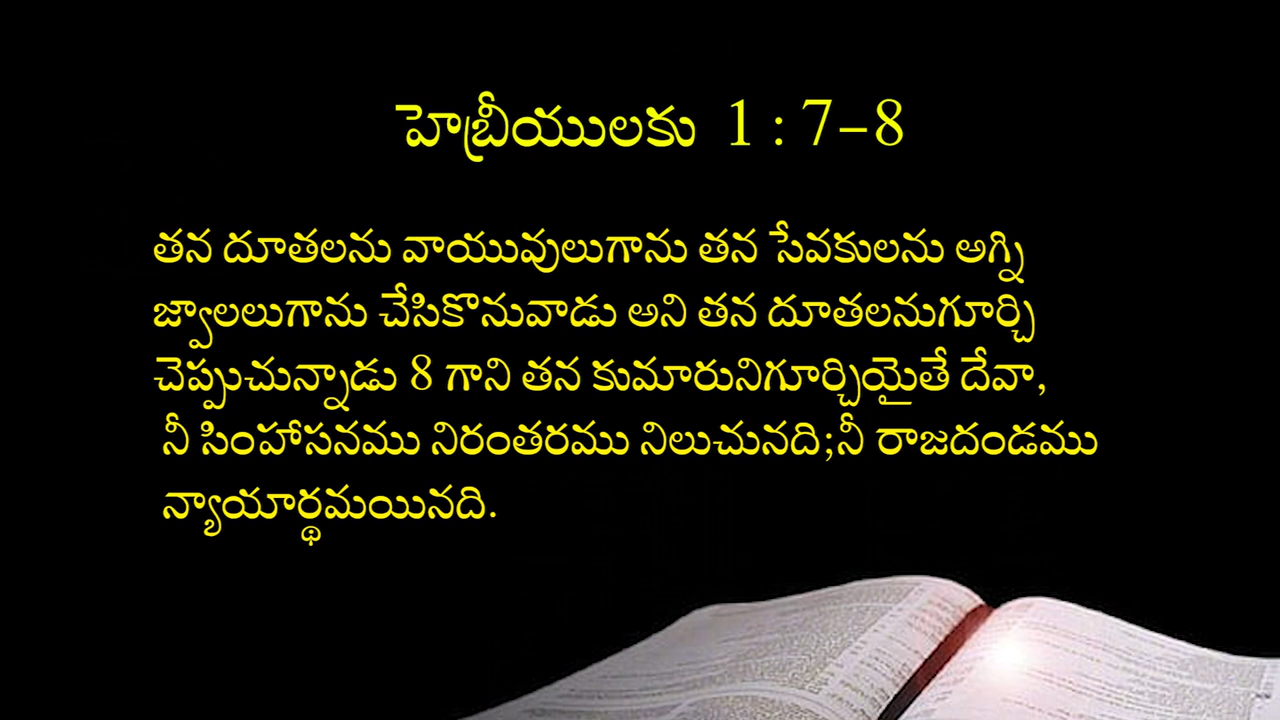 హెబ్రీయులకు 1 : 7-8
తన దూతలను వాయువులుగాను తన సేవకులను అగ్ని
జ్వాలలుగాను చేసికొనువాడు అని తన దూతలనుగూర్చి
చెప్పుచున్నాడు 8 గాని తన కుమారునిగూర్చియైతే దేవా,
నీ సింహాసనము నిరంతరము నిలుచునది;నీ రాజదండము
న్యాయార్థమయినది.